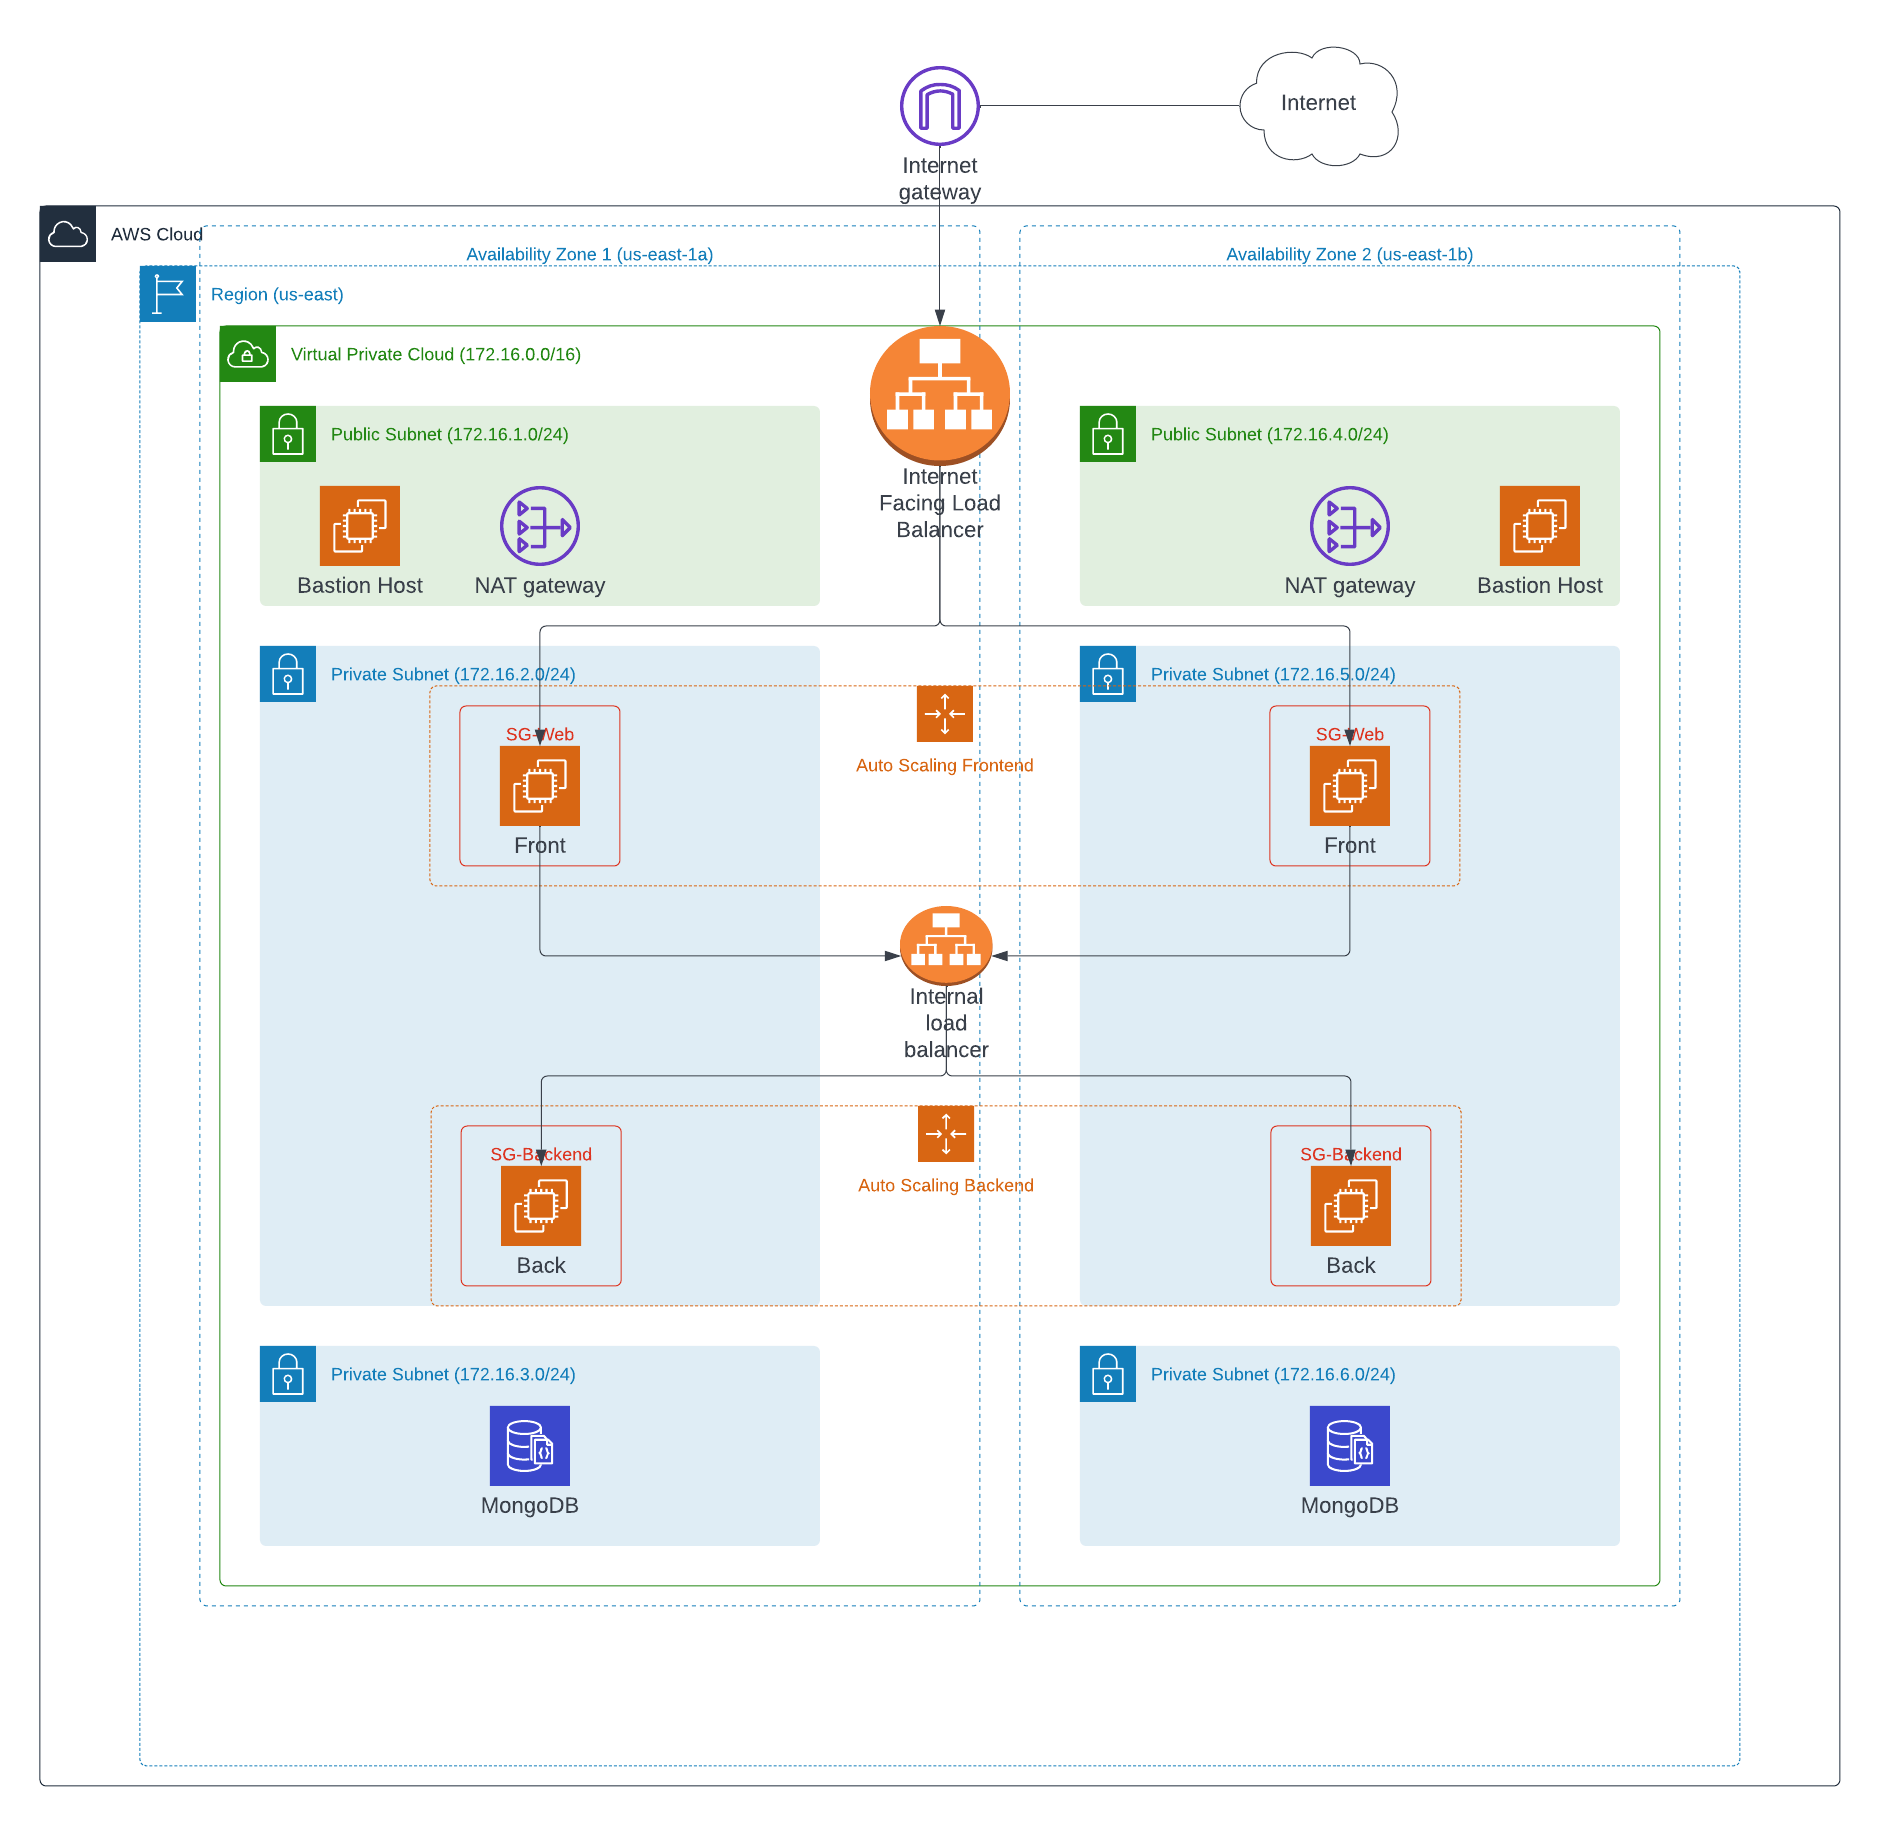 Internet
Internet
gateway
AWS Cloud
Availability Zone 1 (us-east-1a)
Availability Zone 2 (us-east-1b)
Region (us-east)
Virtual Private Cloud (172.16.0.0/16)
Public Subnet (172.16.1.0/24)
Public Subnet (172.16.4.0/24)
Internet
Facing Load
Balancer
Bastion Host
NAT gateway
NAT gateway
Bastion Host
Private Subnet (172.16.2.0/24)
Private Subnet (172.16.5.0/24)
SG-Web
SG-Web
Auto Scaling Frontend
Front
Front
Internal
load
balancer
SG-Backend
SG-Backend
Auto Scaling Backend
Back
Back
Private Subnet (172.16.3.0/24)
Private Subnet (172.16.6.0/24)
MongoDB
MongoDB